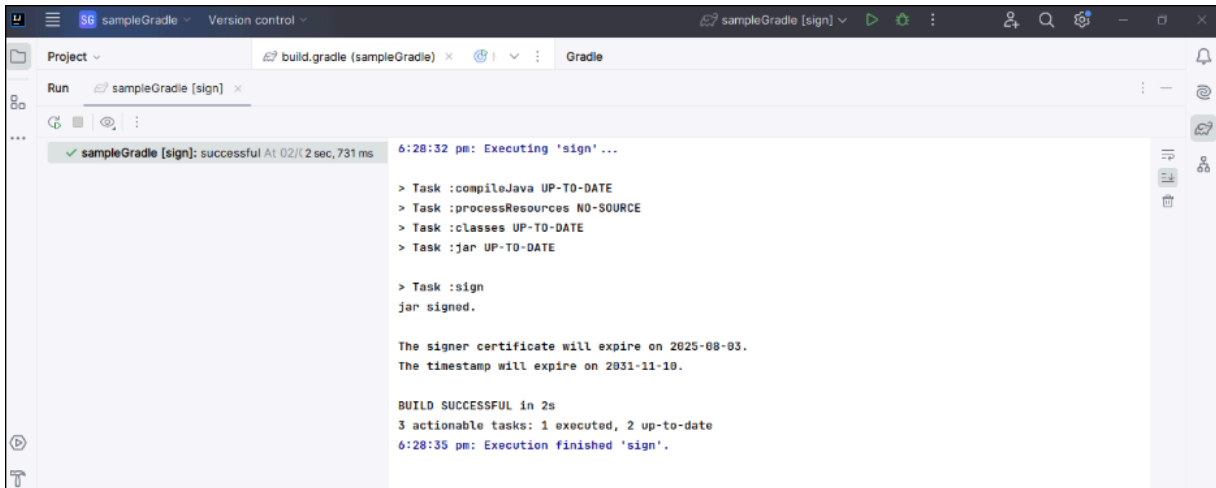 SG sampleGradle Version control sampleGradle [sign]
Project build.gradle (sampleGradle) Gradle
Run sampleGradle [sign]
sampleGradle [sign]: successful At 02/ 2 sec, 731 ms
6:28:32 pm: Executing 'sign'...
> Task :compileJava UP-TO-DATE
> Task :processResources NO-SOURCE
> Task :classes UP-TO-DATE
> Task :jar UP-TO-DATE
> Task :sign
jar signed.
The signer certificate will expire on 2025-08-03.
The timestamp will expire on 2031-11-10.
BUILD SUCCESSFUL in 2s
3 actionable tasks: 1 executed, 2 up-to-date
6:28:35 pm: Execution finished 'sign'.